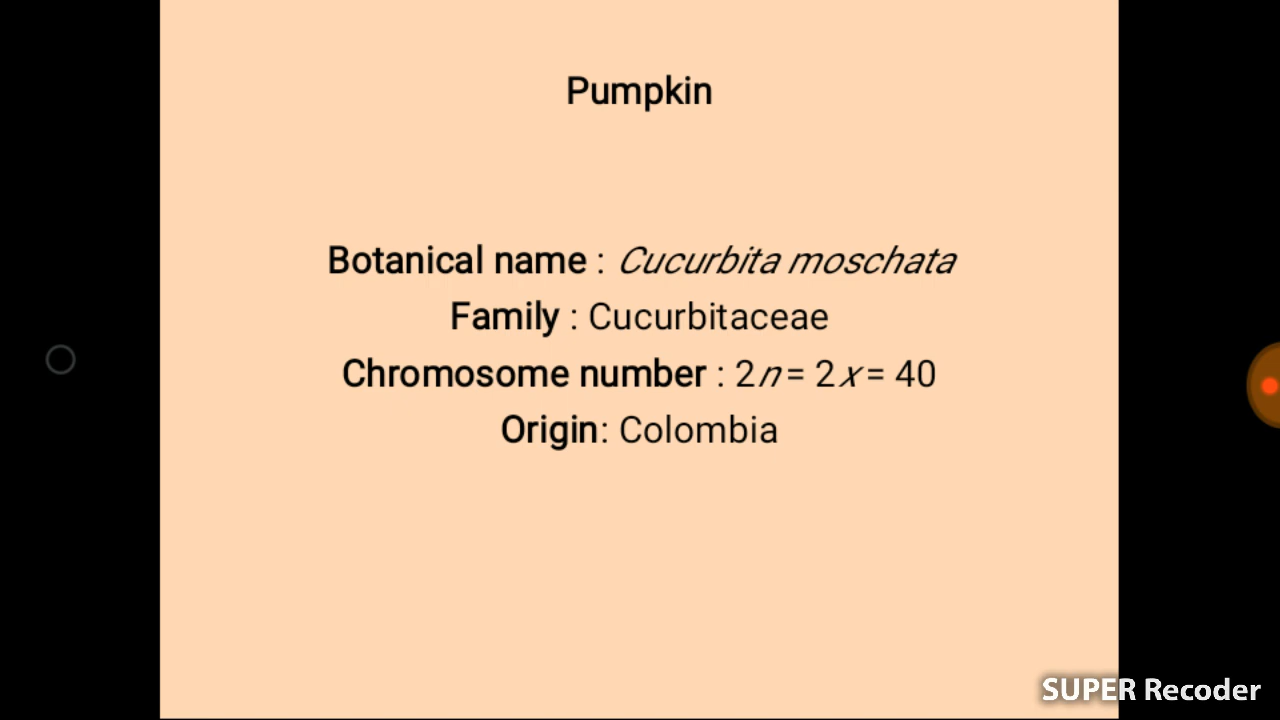 Pumpkin
Botanical name : Cucurbita moschata
Family : Cucurbitaceae
Chromosome number : 2n= 2x= 40
Origin: Colombia
SUPER Recoder